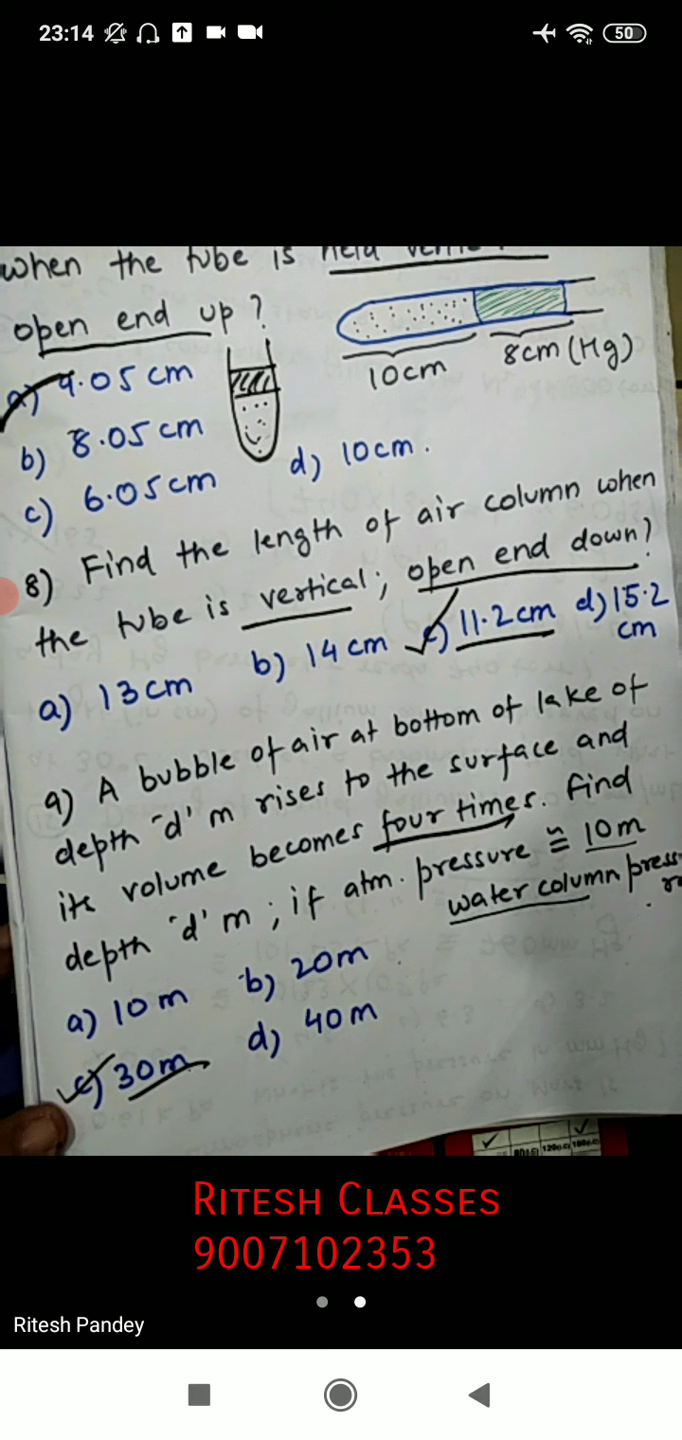 23:14
50
when the tube is held
open end up?
a) 9.05 cm
10cm
8cm (Hg)
b) 8.05 cm
c) 6.05 cm
d) 10cm.
8) Find the length of air column when
the tube is vertical; open end down?
a) 13cm
b) 14cm
c) 11.2cm
d) 15.2
cm
9) A bubble of air at bottom of lake of
depth 'd' m rises to the surface and
its volume becomes four times. Find
depth 'd' m; if atm. pressure ≅ 10m
water column
a) 10m
b) 20m
c) 30m
d) 40m
RITESH CLASSES
9007102353
Ritesh Pandey